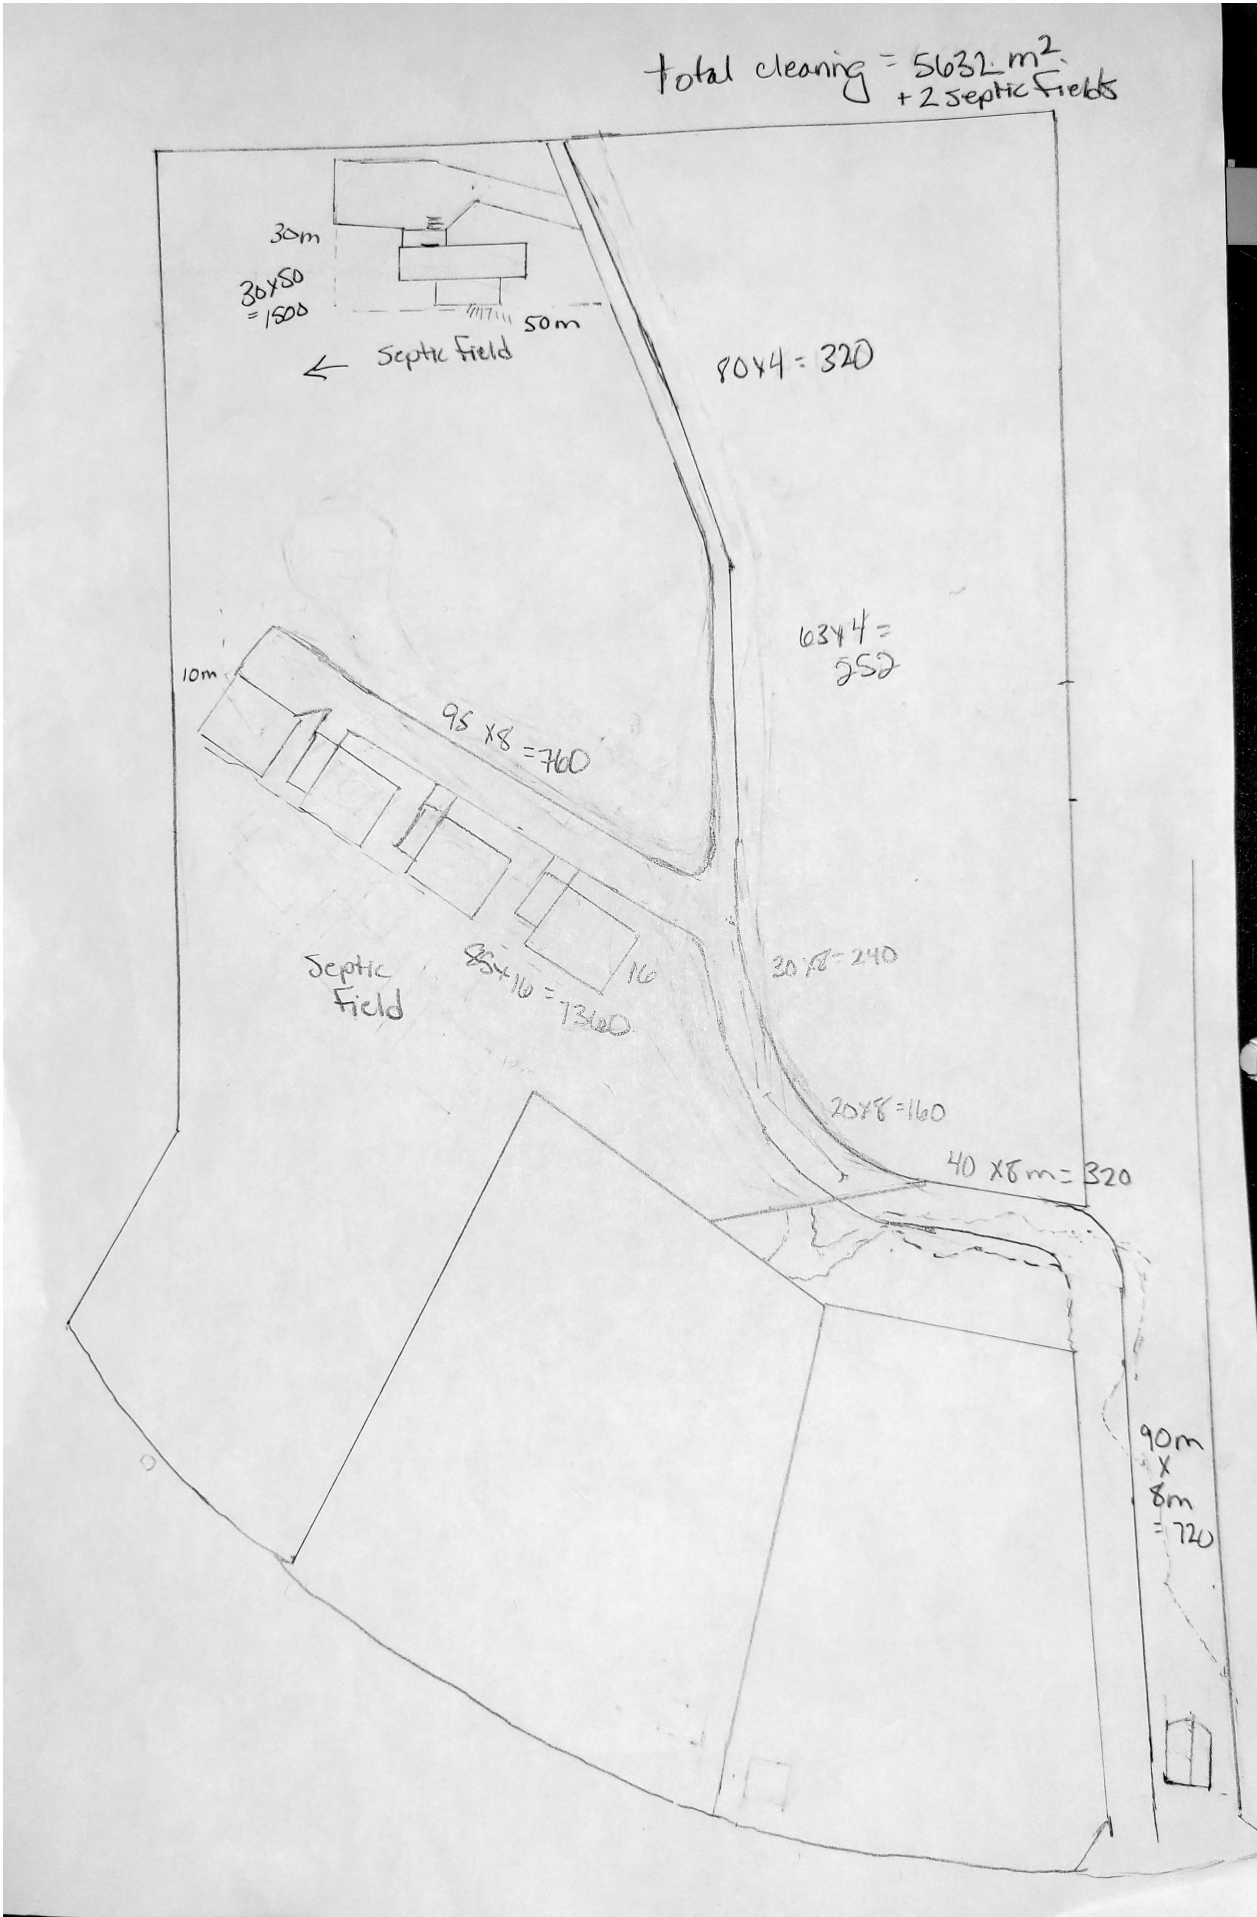 total cleaning = 5632 m²
+ 2 septic fields
30m
30x50
= 1500
50m
Septic Field
←
80x4 = 320
63x4 =
252
10m
95 x8 = 760
Septic
Field
85x16 = 1360
16
30x8=240
20x8=160
40 x8m = 320
90m
x
8m
= 720